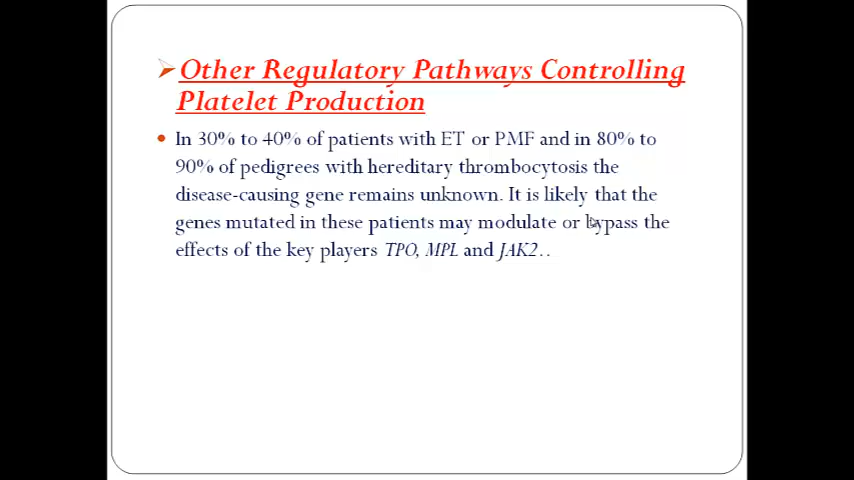 Other Regulatory Pathways Controlling
Platelet Production
In 30% to 40% of patients with ET or PMF and in 80% to
90% of pedigrees with hereditary thrombocytosis the
disease-causing gene remains unknown. It is likely that the
genes mutated in these patients may modulate or bypass the
effects of the key players TPO, MPL and JAK2..